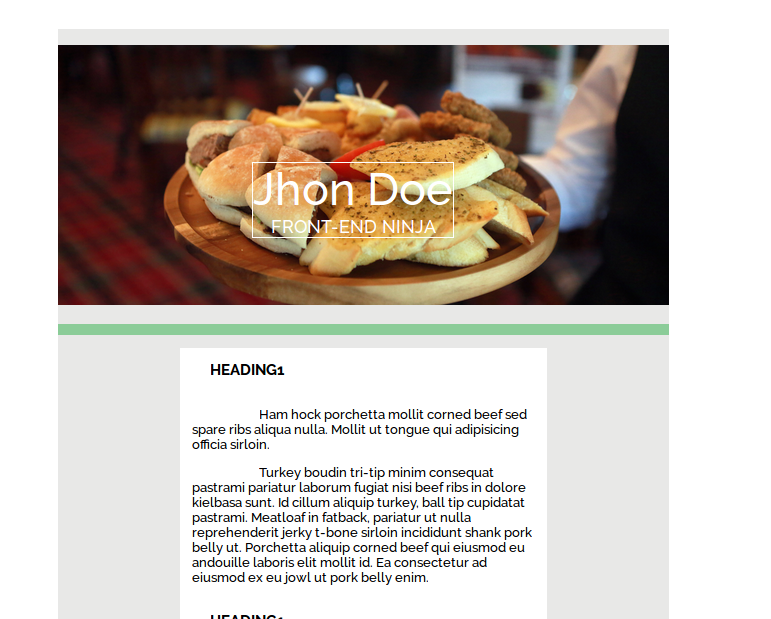 Jhon Doe
FRONT-END NINJA
HEADING1
Ham hock porchetta mollit corned beef sed
spare ribs aliqua nulla. Mollit ut tongue qui adipisicing
officia sirloin.
Turkey boudin tri-tip minim consequat
pastrami pariatur laborum fugiat nisi beef ribs in dolore
kielbasa sunt. Id cillum aliquip turkey, ball tip cupidatat
pastrami. Meatloaf in fatback, pariatur ut nulla
reprehenderit jerky t-bone sirloin incididunt shank pork
belly ut. Porchetta aliquip corned beef qui eiusmod eu
andouille laboris elit mollit id. Ea consectetur ad
eiusmod ex eu jowl ut pork belly enim.
HEADING1